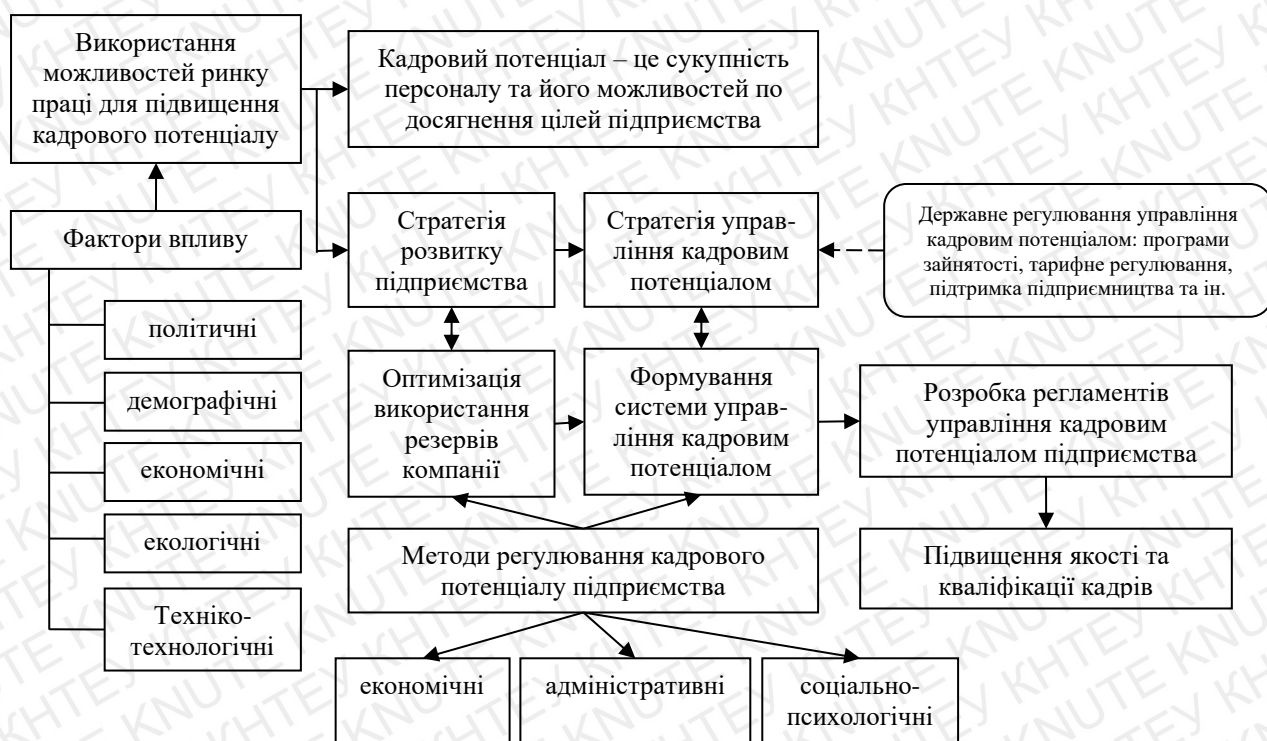 Використання
можливостей ринку
праці для підвищення
кадрового потенціалу
Кадровий потенціал – це сукупність
персоналу та його можливостей по
досягнення цілей підприємства
Фактори впливу
політичні
демографічні
економічні
екологічні
Техніко-
технологічні
Стратегія
розвитку
підприємства
Стратегія управ-
ління кадровим
потенціалом
Державне регулювання управління
кадровим потенціалом: програми
зайнятості, тарифне регулювання,
підтримка підприємництва та ін.
Оптимізація
використання
резервів
компанії
Формування
системи управ-
ління кадровим
потенціалом
Розробка регламентів
управління кадровим
потенціалом підприємства
Методи регулювання кадрового
потенціалу підприємства
Підвищення якості та
кваліфікації кадрів
економічні
адміністративні
соціально-
психологічні